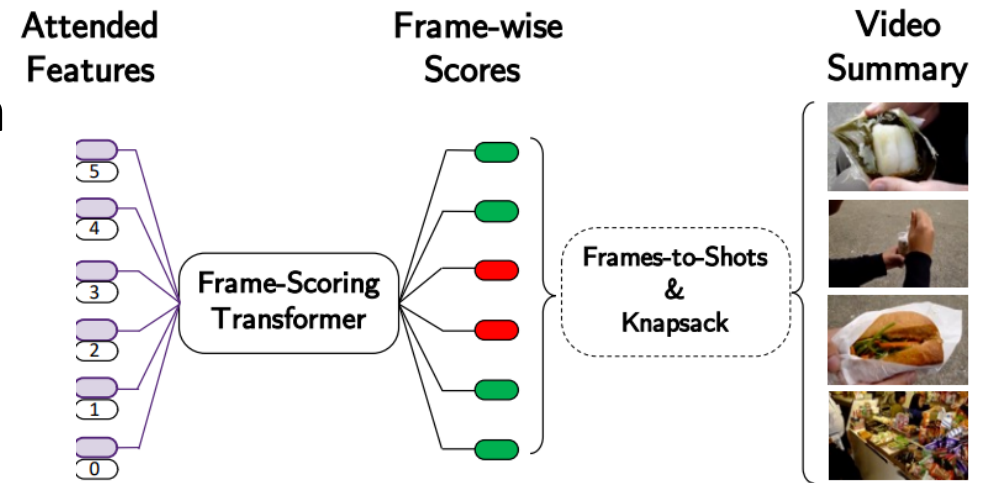 Attended
Features
Frame-wise
Scores
Video
Summary
5
4
3
2
1
0
Frame-Scoring
Transformer
Frames-to-Shots
&
Knapsack